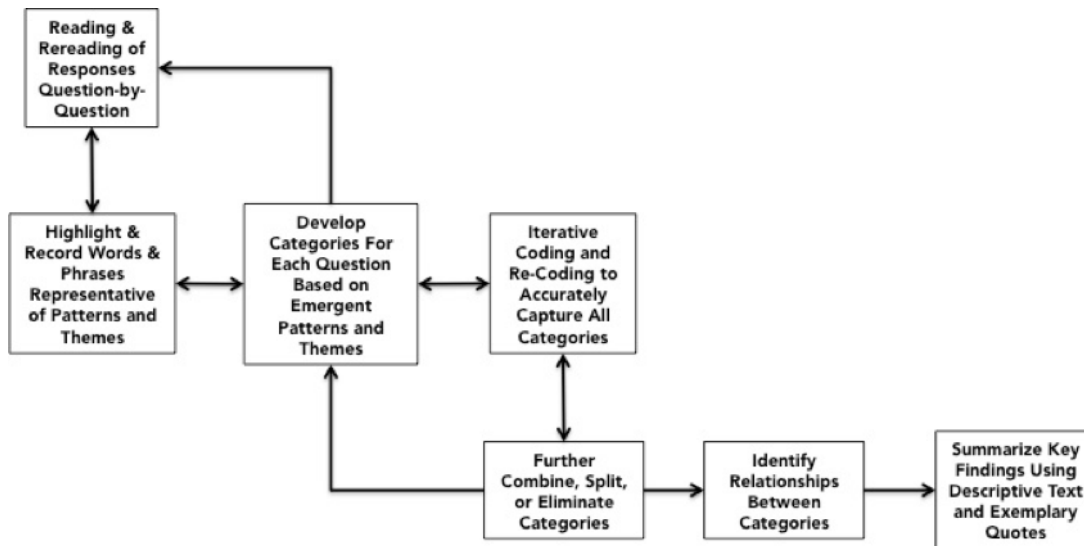 Reading &
Rereading of
Responses
Question-by-
Question
Highlight &
Record Words &
Phrases
Representative
of Patterns and
Themes
Develop
Categories For
Each Question
Based on
Emergent
Patterns and
Themes
Iterative
Coding and
Re-Coding to
Accurately
Capture All
Categories
Further
Combine, Split,
or Eliminate
Categories
Identify
Relationships
Between
Categories
Summarize Key
Findings Using
Descriptive Text
and Exemplary
Quotes